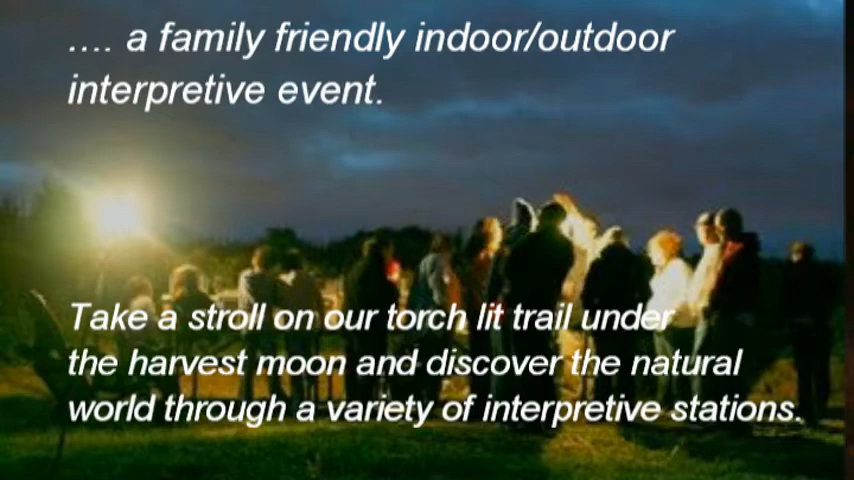 .... a family friendly indoor/outdoor
interpretive event.
Take a stroll on our torch lit trail under
the harvest moon and discover the natural
world through a variety of interpretive stations.